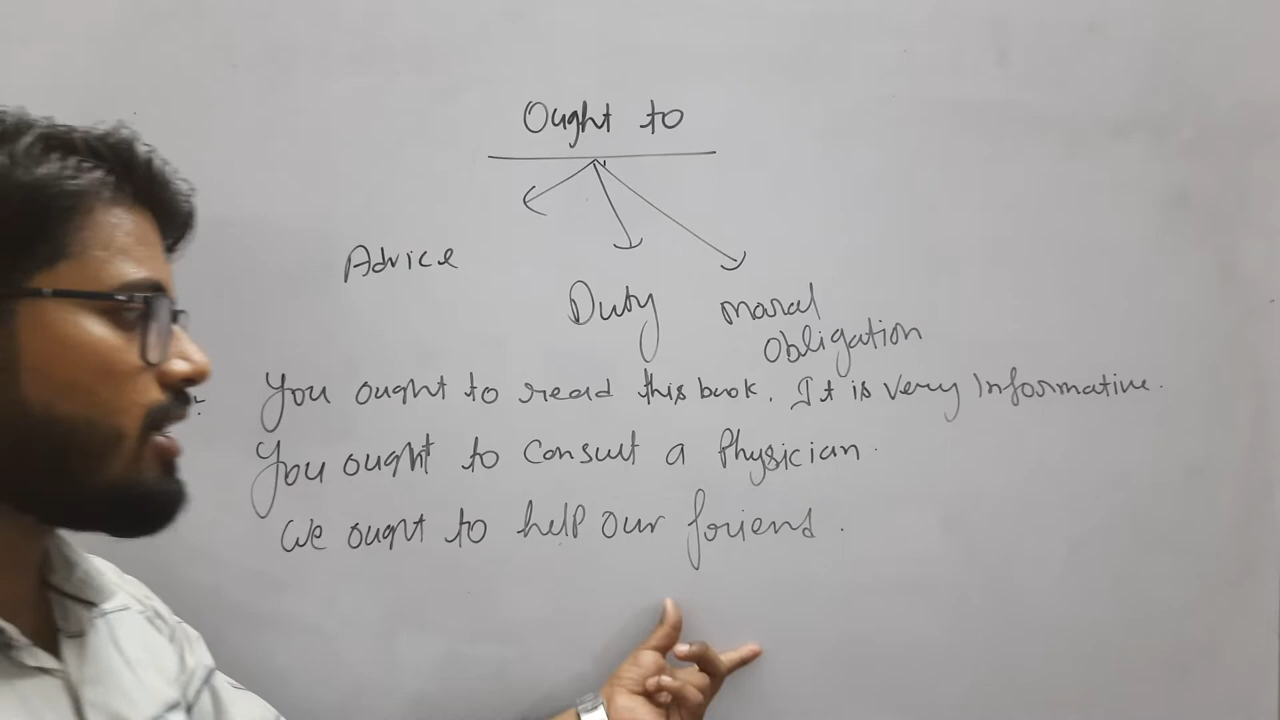 Ought to
Advice
Duty
moral
obligation
You ought to read this book. It is very Informative.
You ought to consult a Physician.
We ought to help our friend.